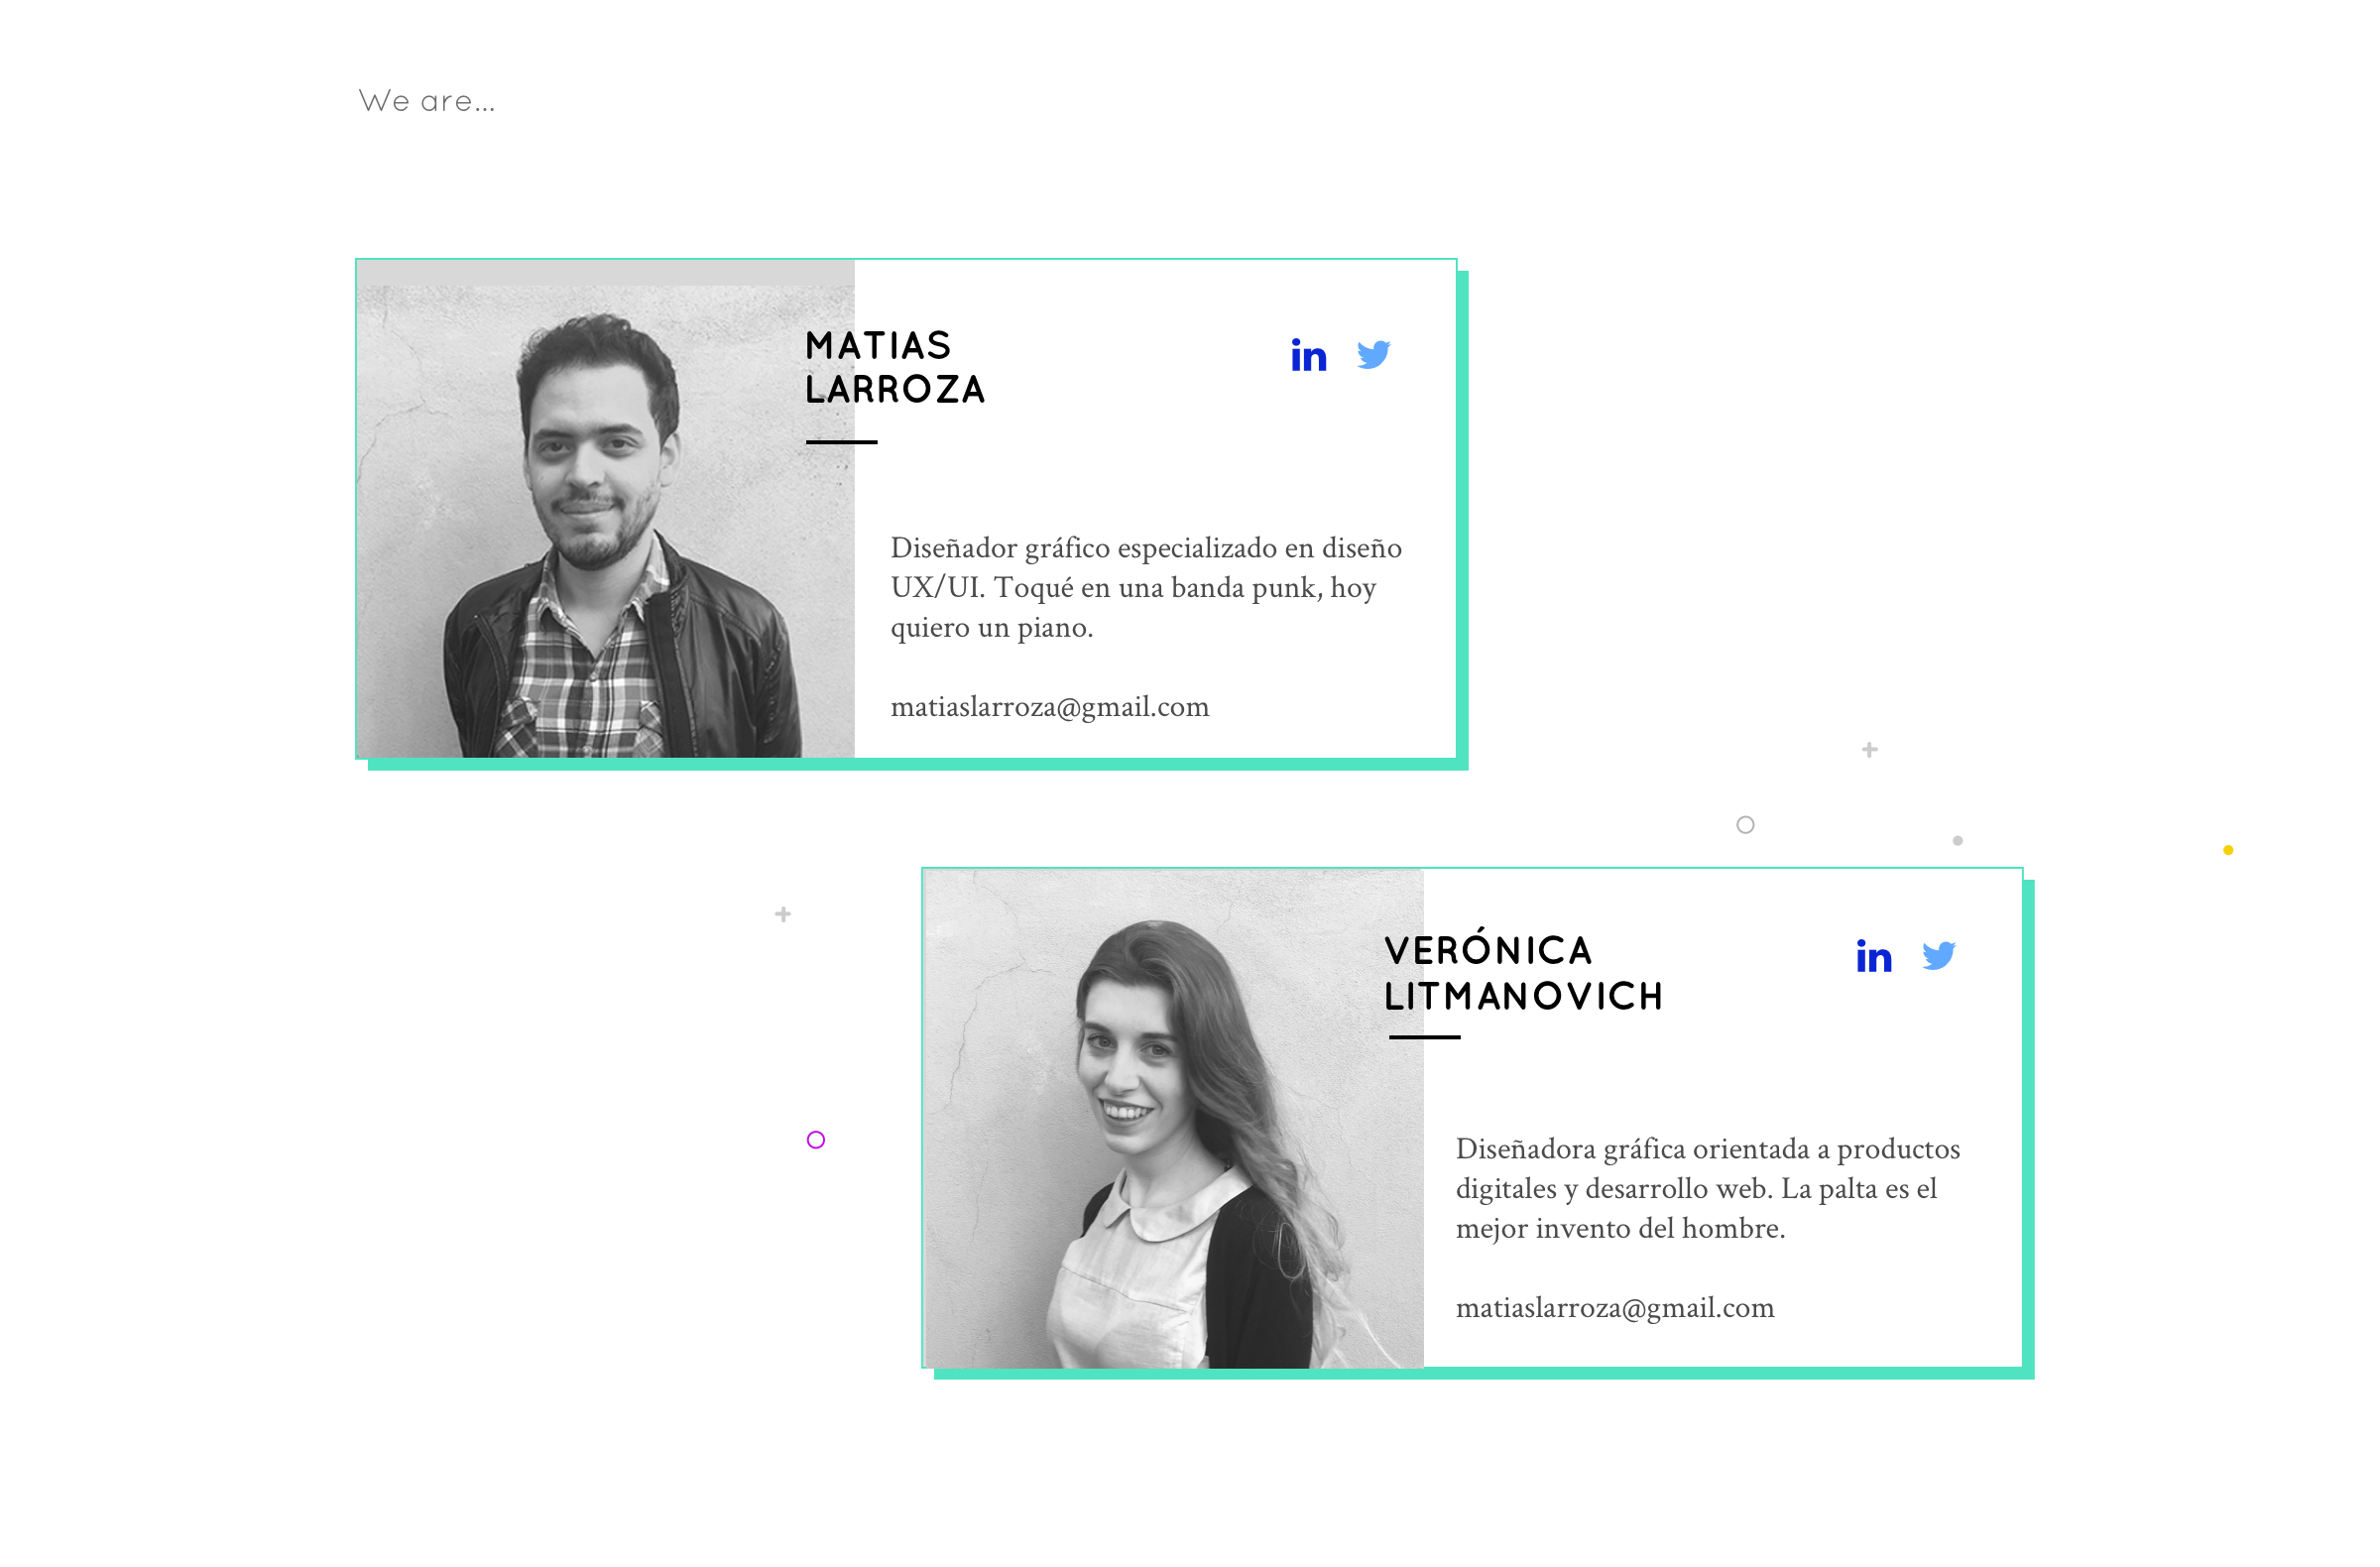 We are...
MATIAS
LARROZA
in
Diseñador gráfico especializado en diseño
UX/UI. Toqué en una banda punk, hoy
quiero un piano.
matiaslarroza@gmail.com
VERÓNICA
LITMANOVICH
in
Diseñadora gráfica orientada a productos
digitales y desarrollo web. La palta es el
mejor invento del hombre.
matiaslarroza@gmail.com